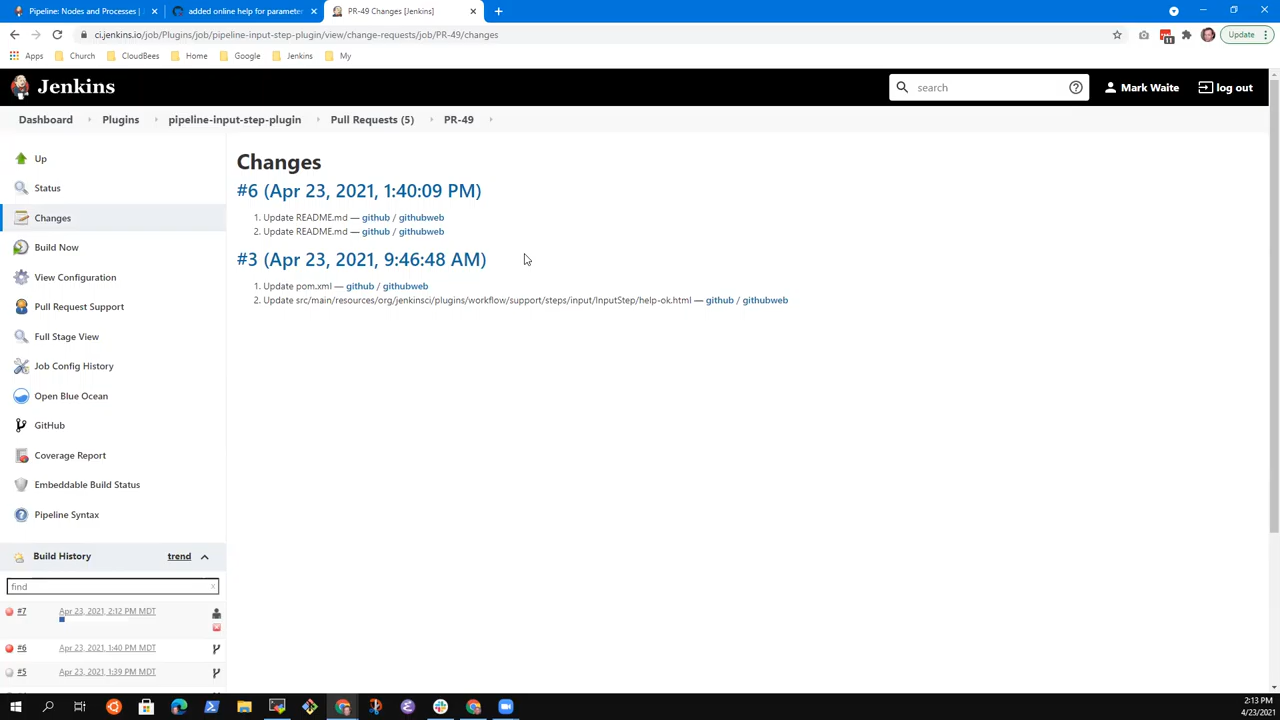 Pipeline: Nodes and Processes |
added online help for parameter
PR-49 Changes [Jenkins]
ci.jenkins.io/job/Plugins/job/pipeline-input-step-plugin/view/change-requests/job/PR-49/changes
11
Update
Apps
Church
CloudBees
Home
Google
Jenkins
My
Jenkins
search
Mark Waite
log out
Dashboard
Plugins
pipeline-input-step-plugin
Pull Requests (5)
PR-49
Up
Status
Changes
Build Now
View Configuration
Pull Request Support
Full Stage View
Job Config History
Open Blue Ocean
GitHub
Coverage Report
Embeddable Build Status
Pipeline Syntax
Build History
trend
find
x
#7
Apr 23, 2021, 2:12 PM MDT
#6
Apr 23, 2021, 1:40 PM MDT
#5
Apr 23, 2021, 1:39 PM MDT
Changes
#6 (Apr 23, 2021, 1:40:09 PM)
1. Update README.md — github / githubweb
2. Update README.md — github / githubweb
#3 (Apr 23, 2021, 9:46:48 AM)
1. Update pom.xml — github / githubweb
2. Update src/main/resources/org/jenkinsci/plugins/workflow/support/steps/input/InputStep/help-ok.html — github / githubweb
2:13 PM
4/23/2021